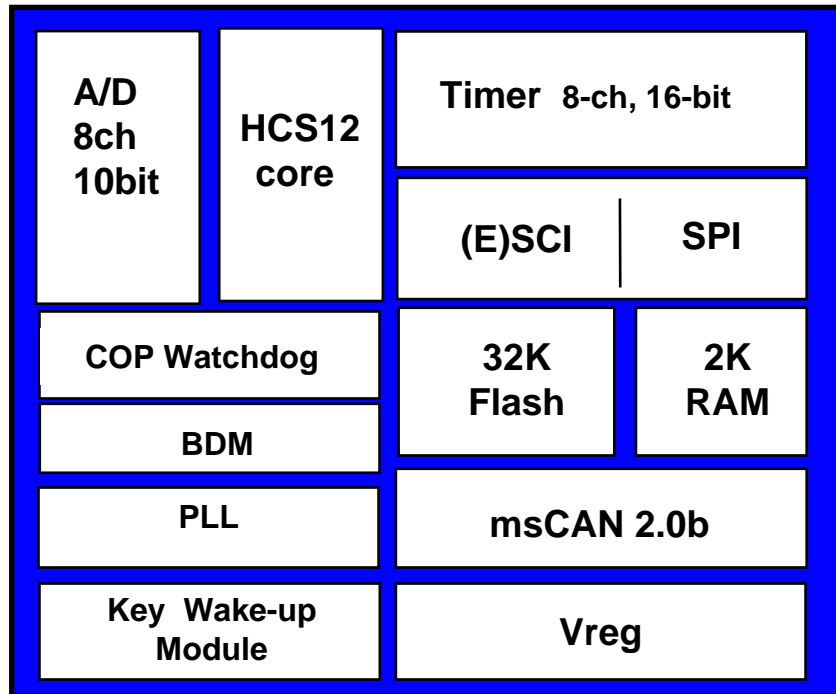 A/D
8ch
10bit
HCS12
core
Timer 8-ch, 16-bit
(E)SCI
SPI
COP Watchdog
32K
Flash
2K
RAM
BDM
PLL
msCAN 2.0b
Key Wake-up
Module
Vreg